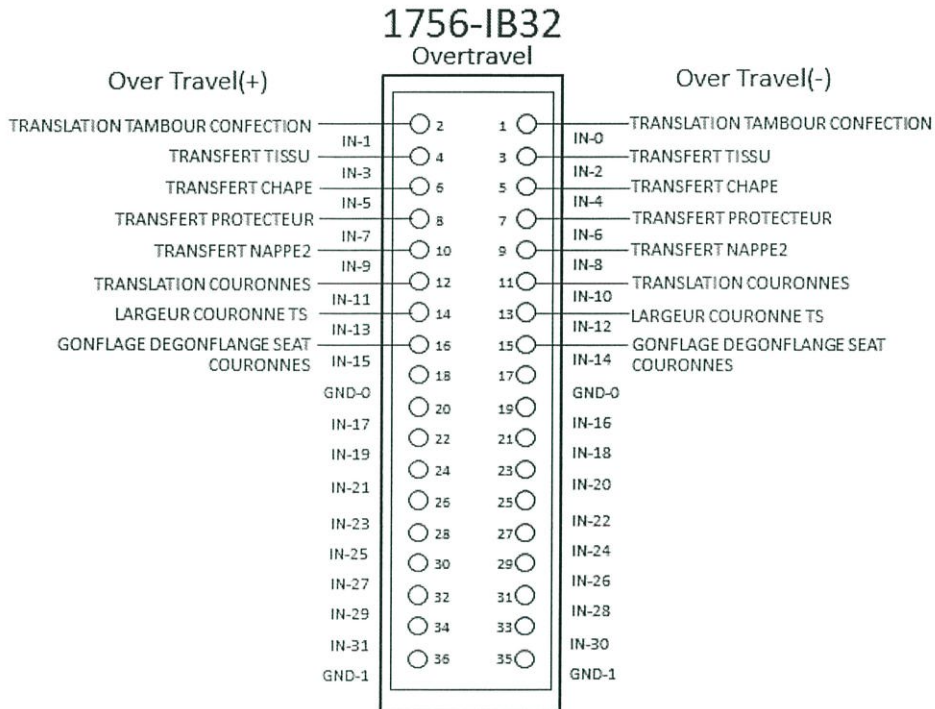 1756-IB32
Overtravel
Over Travel(+)
Over Travel(-)
TRANSLATION TAMBOUR CONFECTION 2 1 TRANSLATION TAMBOUR CONFECTION
IN-1 IN-0
TRANSFERT TISSU 4 3 TRANSFERT TISSU
IN-3 IN-2
TRANSFERT CHAPE 6 5 TRANSFERT CHAPE
IN-5 IN-4
TRANSFERT PROTECTEUR 8 7 TRANSFERT PROTECTEUR
IN-7 IN-6
TRANSFERT NAPPE2 10 9 TRANSFERT NAPPE2
IN-9 IN-8
TRANSLATION COURONNES 12 11 TRANSLATION COURONNES
IN-11 IN-10
LARGEUR COURONNE TS 14 13 LARGEUR COURONNE TS
IN-13 IN-12
GONFLAGE DEGONFLANGE SEAT 16 15 GONFLAGE DEGONFLANGE SEAT
COURONNES IN-15 IN-14 COURONNES
18 17
GND-0 GND-0
20 19
IN-17 IN-16
22 21
IN-19 IN-18
24 23
IN-21 IN-20
26 25
IN-23 IN-22
28 27
IN-25 IN-24
30 29
IN-27 IN-26
32 31
IN-29 IN-28
34 33
IN-31 IN-30
36 35
GND-1 GND-1